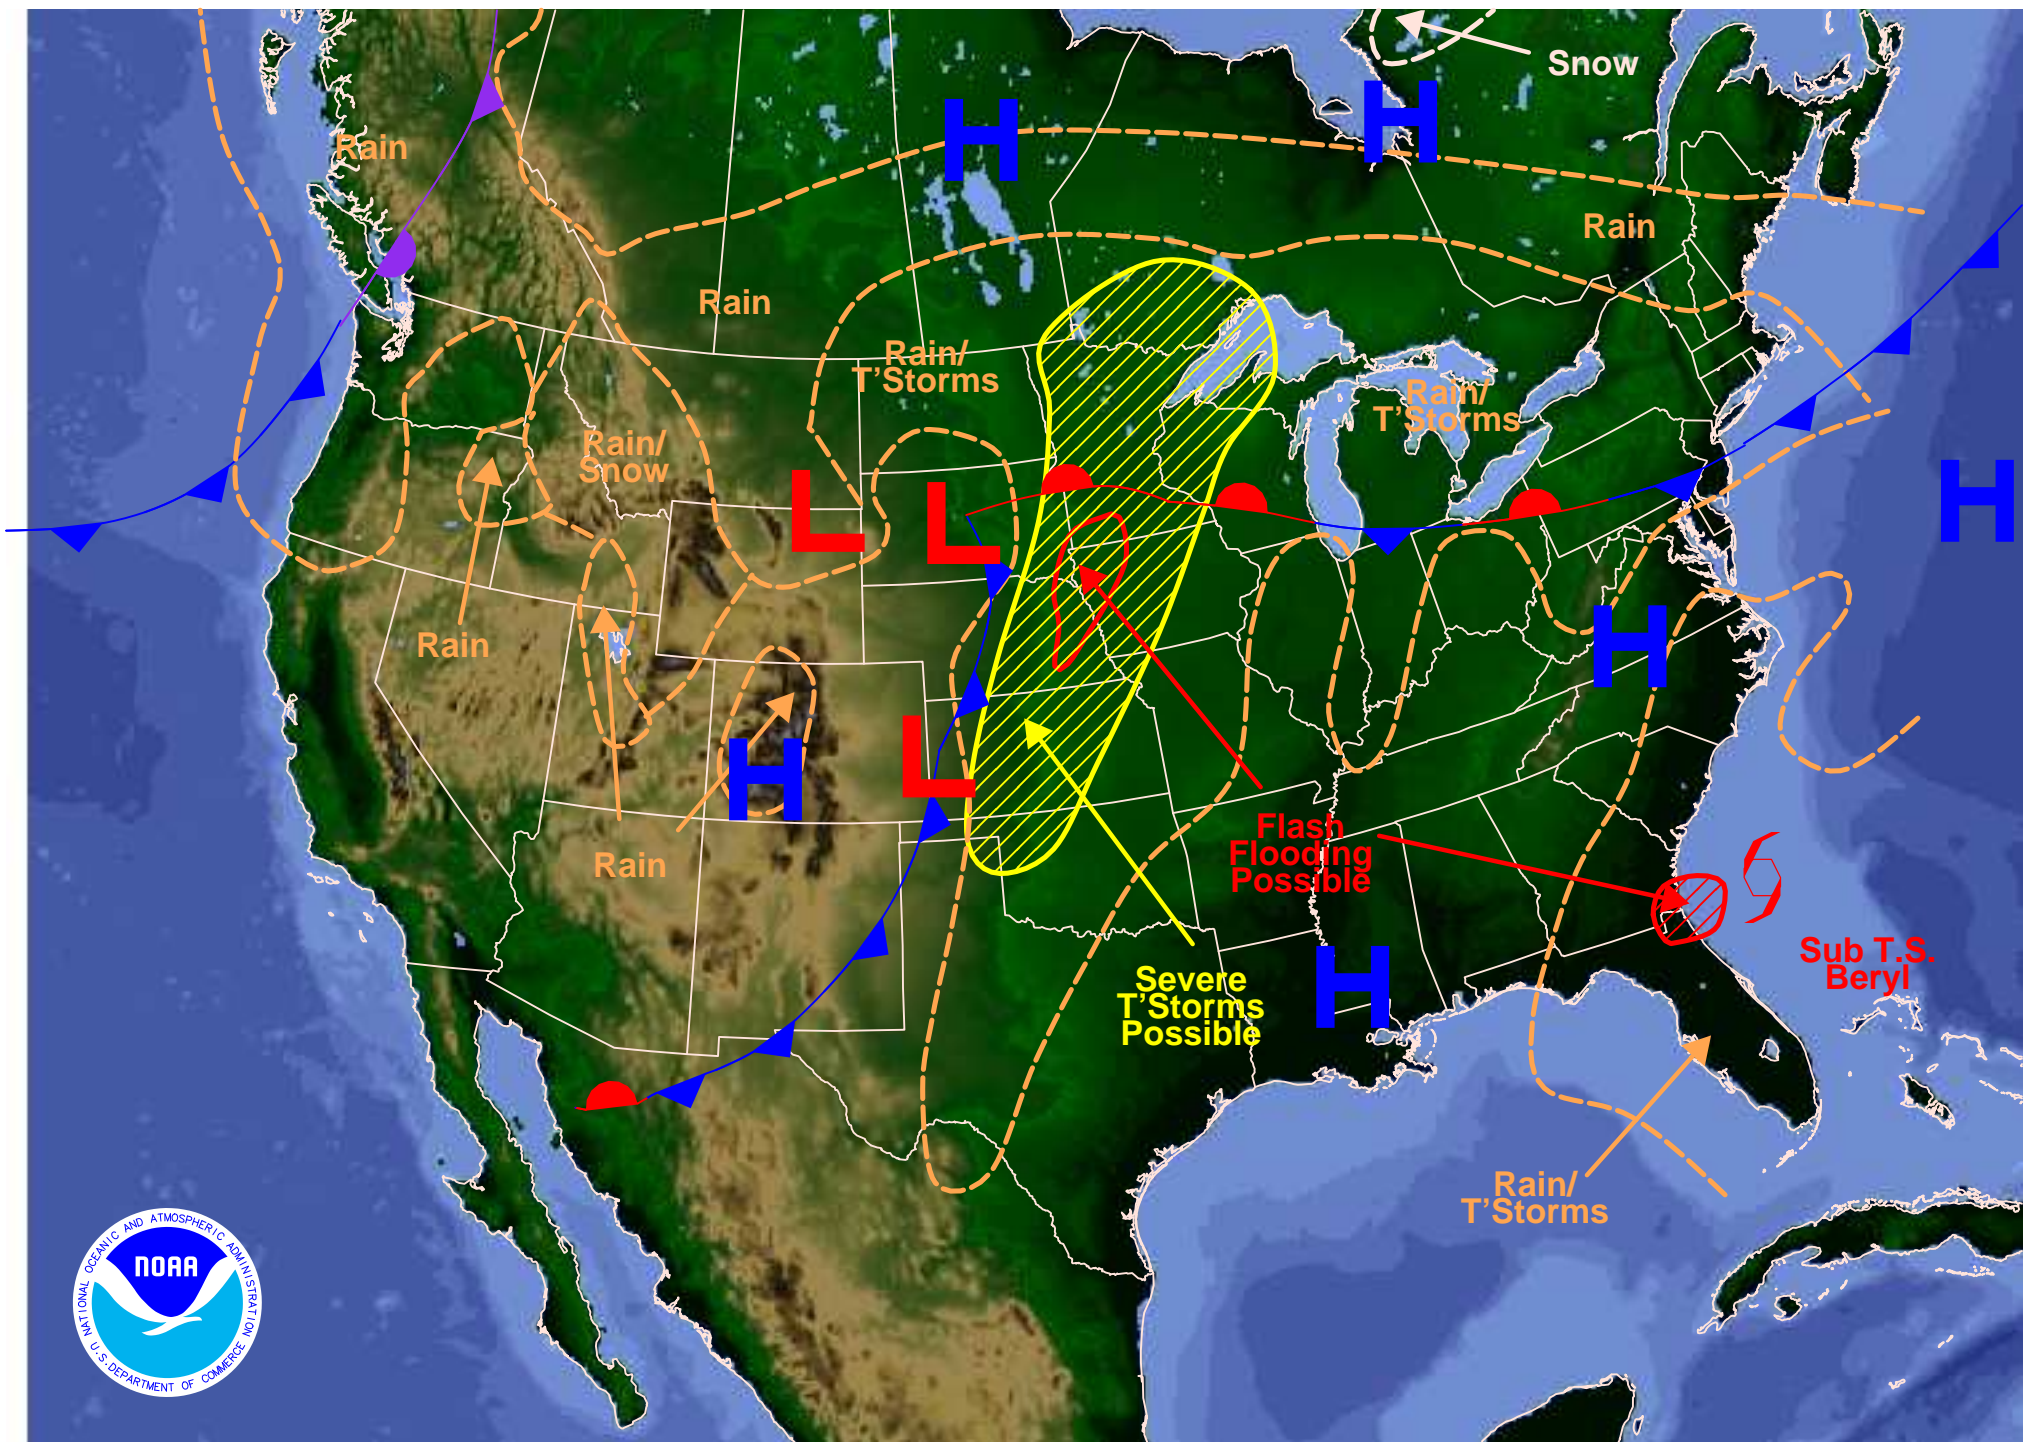 Snow
H
H
Rain
Rain
Rain
Rain/
T'Storms
Rain/
T'Storms
Rain/
Snow
L
L
H
Rain
H
L
H
Flash
Flooding
Possible
Rain
Sub T.S.
Beryl
Severe
T'Storms
Possible
H
Rain/
T'Storms
NATIONAL OCEANIC AND ATMOSPHERIC ADMINISTRATION
NOAA
U.S. DEPARTMENT OF COMMERCE